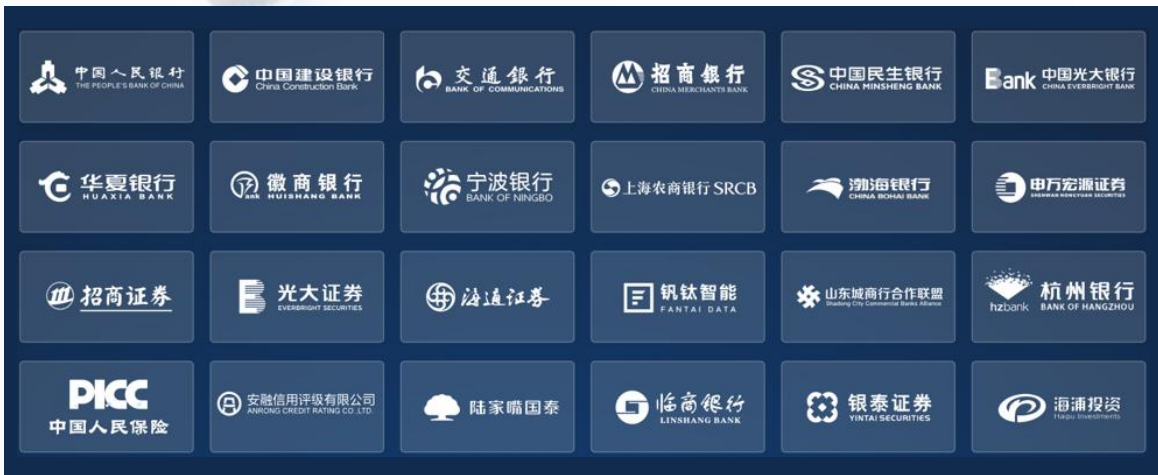 中国人民银行
THE PEOPLE'S BANK OF CHINA
中国建设银行
China Construction Bank
交通銀行
BANK OF COMMUNICATIONS
招商银行
CHINA MERCHANTS BANK
中国民生银行
CHINA MINSHENG BANK
Bank
中国光大银行
CHINA EVERBRIGHT BANK
华夏银行
HUAXIA BANK
ank
徽商银行
HUISHANG BANK
宁波银行
BANK OF NINGBO
上海农商银行 SRCB
渤海银行
CHINA BOHAI BANK
申万宏源证券
SHENWAN HONGYUAN SECURITIES
招商证券
光大证券
EVERBRIGHT SECURITIES
海通证券
钒钛智能
FANTAI DATA
山东城商行合作联盟
Shandong City Commercial Banks Alliance
hzbank
杭州银行
BANK OF HANGZHOU
PICC
中国人民保险
安融信用评级有限公司
ANRONG CREDIT RATING CO.,LTD.
陆家嘴国泰
临商银行
LINSHANG BANK
银泰证券
YINTAI SECURITIES
海浦投资
Haipu Investments